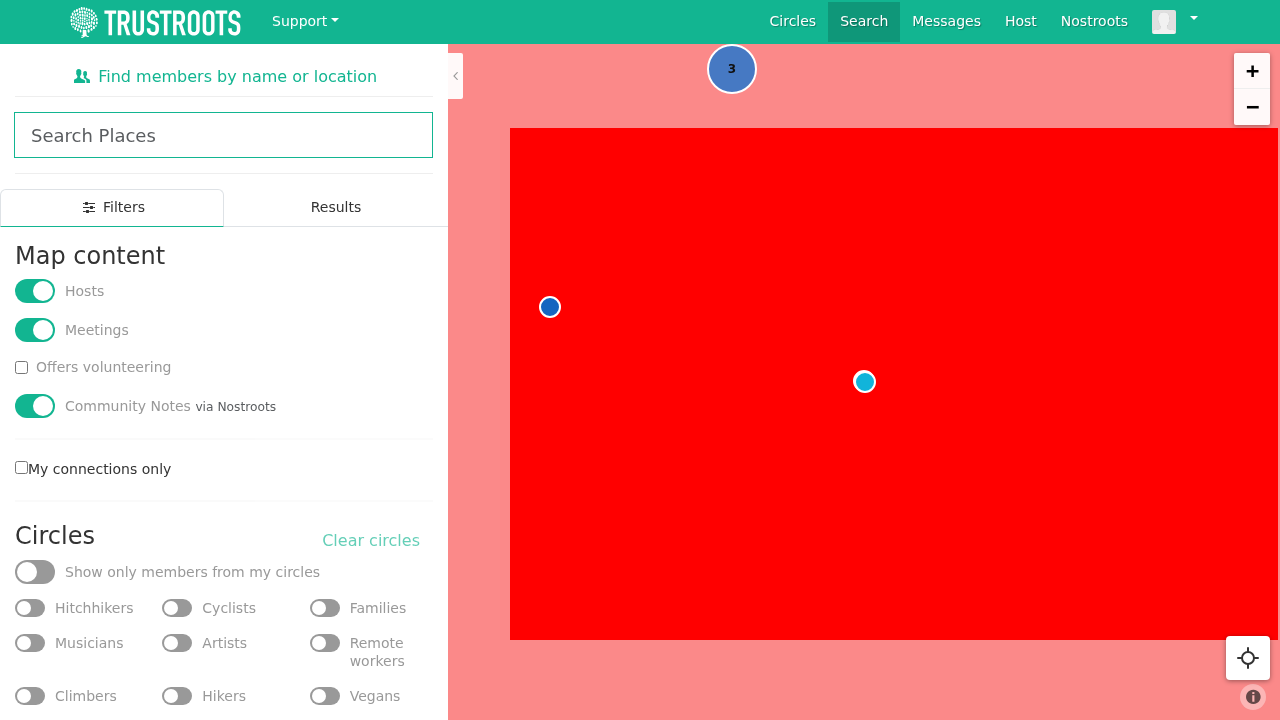 TRUSTROOTS
Support
Circles
Search
Messages
Host
Nostroots
Find members by name or location
Search Places
Filters
Results
Map content
Hosts
Meetings
Offers volunteering
Community Notes via Nostroots
My connections only
Circles
Clear circles
Show only members from my circles
Hitchhikers
Cyclists
Families
Musicians
Artists
Remote
workers
Climbers
Hikers
Vegans
3
+
−